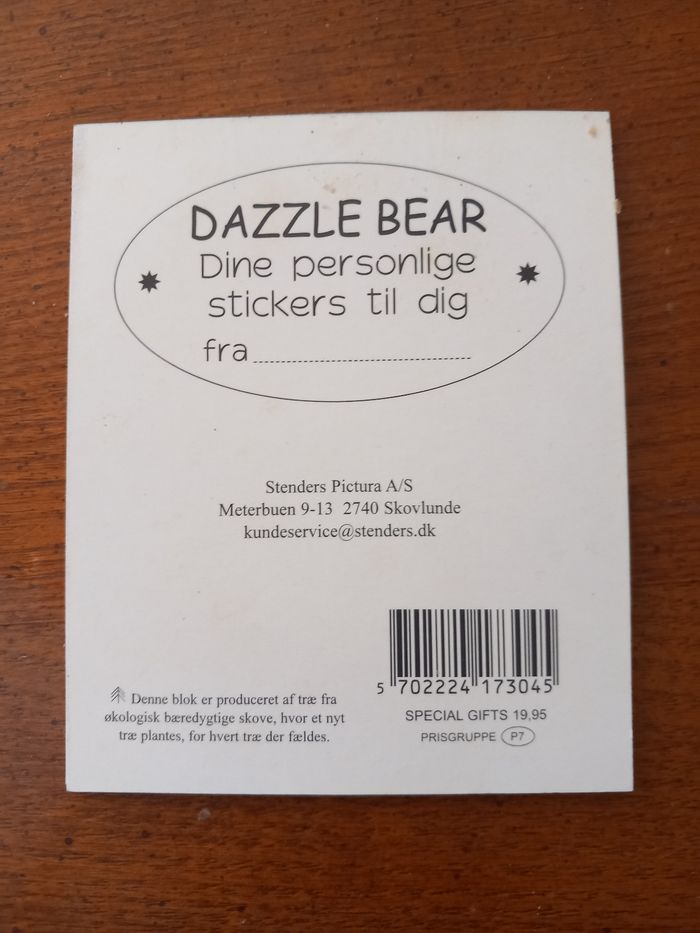 DAZZLE BEAR
Dine personlige
stickers til dig
fra
Stenders Pictura A/S
Meterbuen 9-13 2740 Skovlunde
kundeservice@stenders.dk
5 702224 173045
SPECIAL GIFTS 19,95
PRISGRUPPE P7
Denne blok er produceret af træ fra
økologisk bæredygtige skove, hvor et nyt
træ plantes, for hvert træ der fældes.